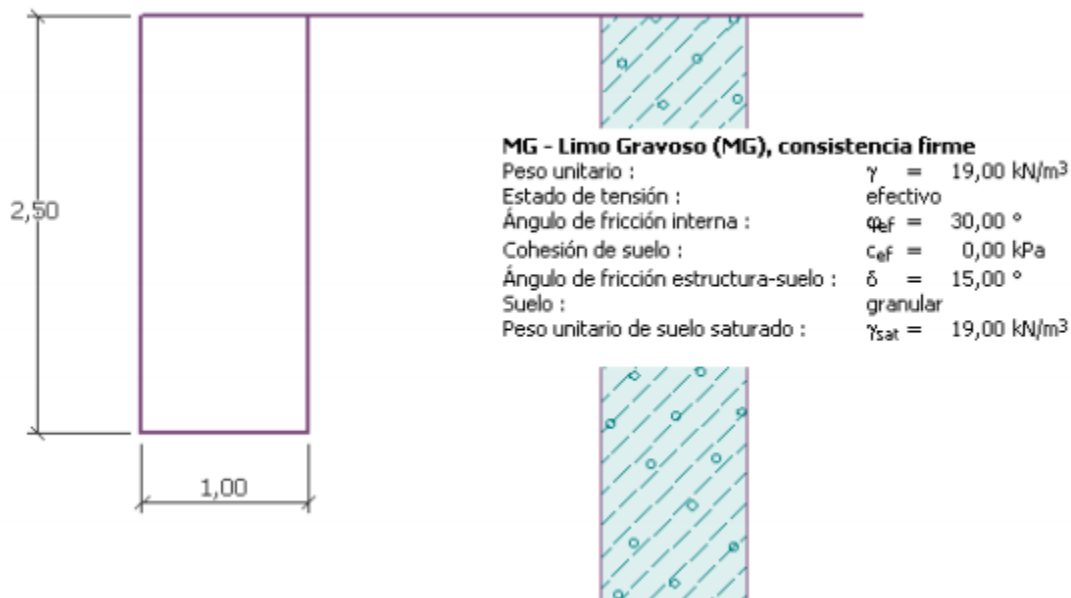 2,50
1,00
MG - Limo Gravoso (MG), consistencia firme
Peso unitario : γ = 19,00 kN/m3
Estado de tensión : efectivo
Ángulo de fricción interna : φef = 30,00 °
Cohesión de suelo : cef = 0,00 kPa
Ángulo de fricción estructura-suelo : δ = 15,00 °
Suelo : granular
Peso unitario de suelo saturado : γsat = 19,00 kN/m3